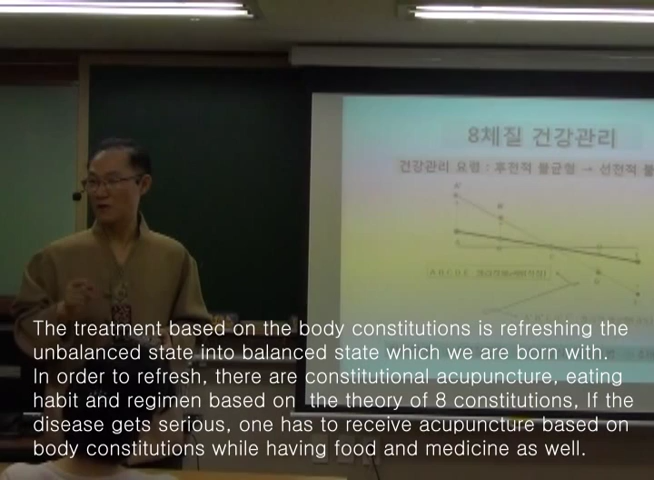 8체질 건강관리
건강관리 요령 : 후천적 불균형 → 선천적 불
The treatment based on the body constitutions is refreshing the
unbalanced state into balanced state which we are born with.
In order to refresh, there are constitutional acupuncture, eating
habit and regimen based on the theory of 8 constitutions, If the
disease gets serious, one has to receive acupuncture based on
body constitutions while having food and medicine as well.